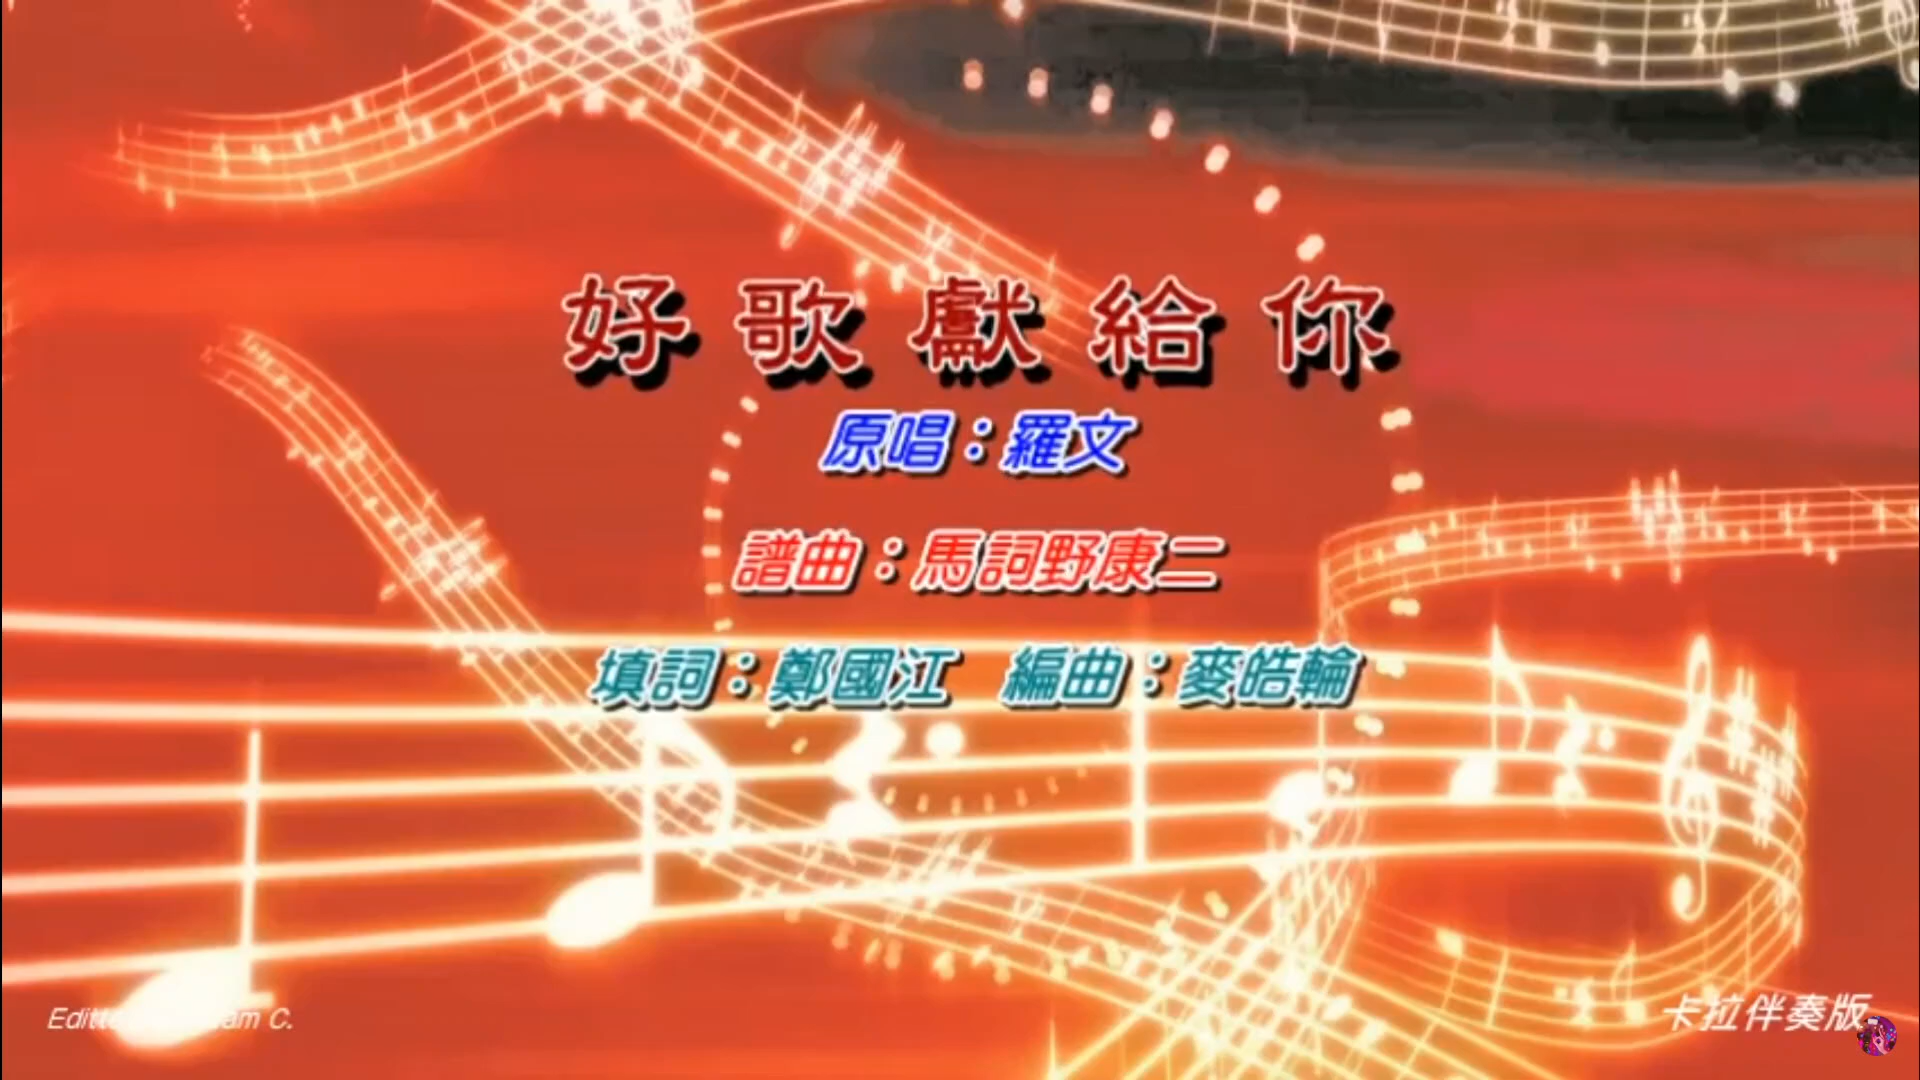 好歌獻給你
原唱：羅文
譜曲：馬詞野康二
填詞：鄭國江　編曲：麥皓輪
C.
卡拉伴奏版